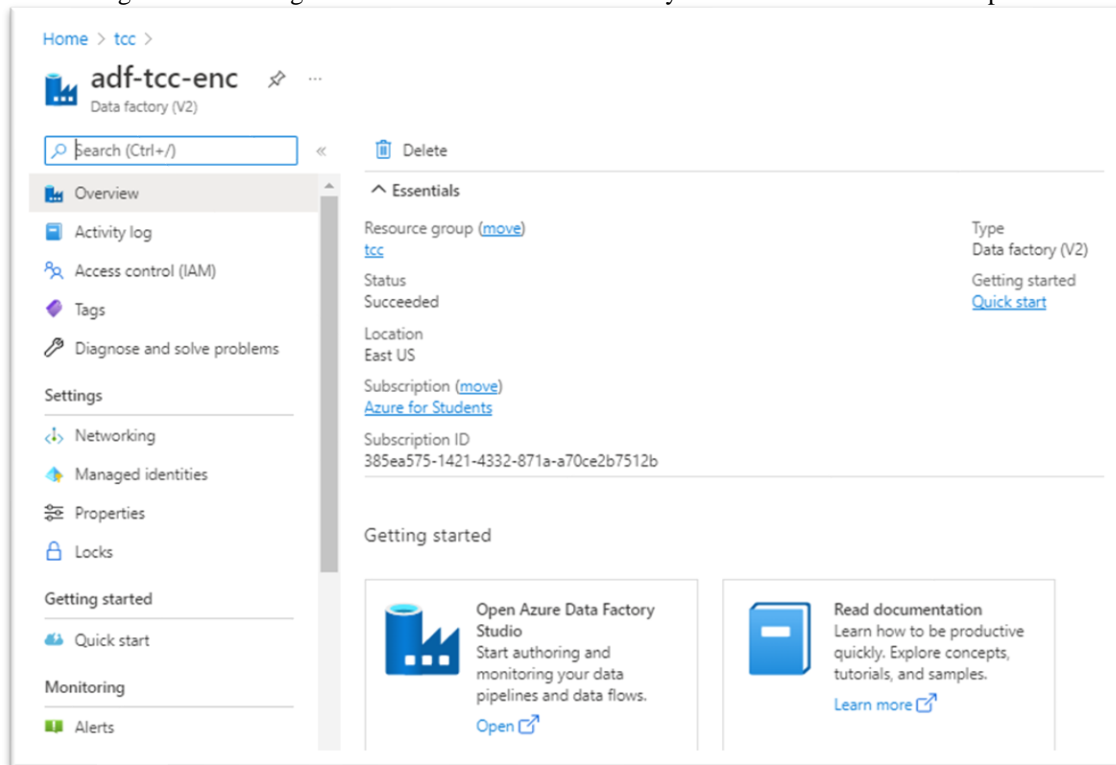 Home > tcc >
adf-tcc-enc
Data factory (V2)
Search (Ctrl+/)
«
Overview
Activity log
Access control (IAM)
Tags
Diagnose and solve problems
Settings
Networking
Managed identities
Properties
Locks
Getting started
Quick start
Monitoring
Alerts
Delete
Essentials
Resource group (move)
tcc
Status
Succeeded
Location
East US
Subscription (move)
Azure for Students
Subscription ID
385ea575-1421-4332-871a-a70ce2b7512b
Type
Data factory (V2)
Getting started
Quick start
Getting started
Open Azure Data Factory
Studio
Start authoring and
monitoring your data
pipelines and data flows.
Open
Read documentation
Learn how to be productive
quickly. Explore concepts,
tutorials, and samples.
Learn more